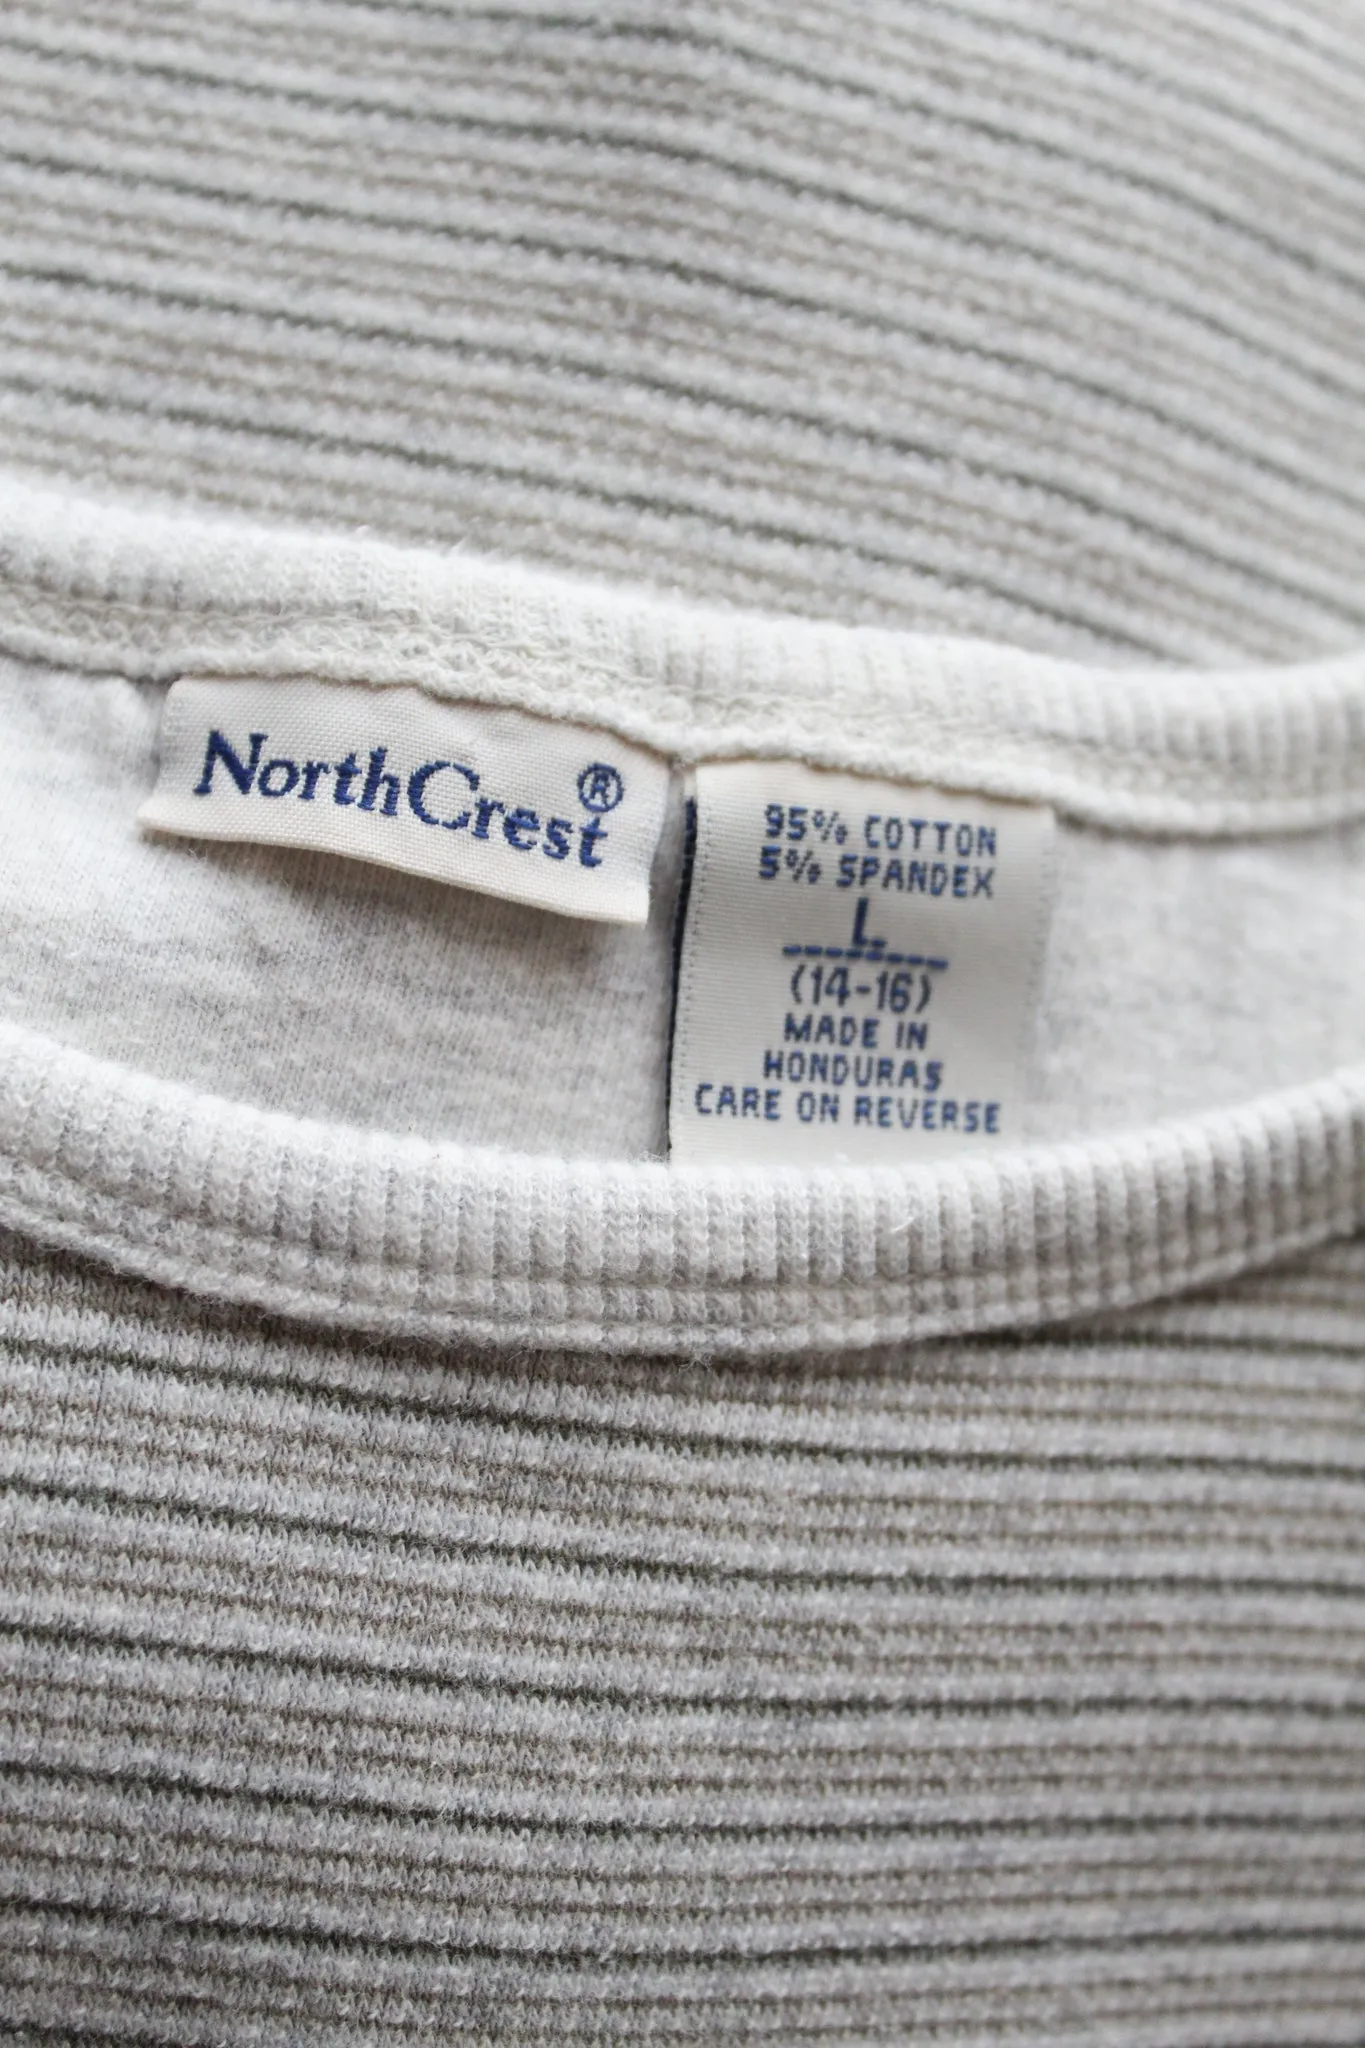 NorthCrest®
95% COTTON
5% SPANDEX
L
(14-16)
MADE IN
HONDURAS
CARE ON REVERSE